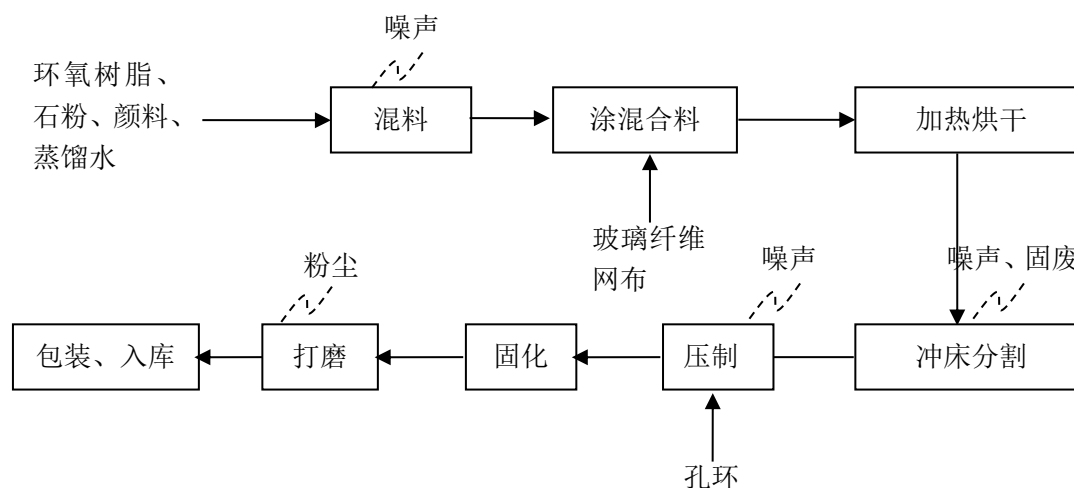 噪声
环氧树脂、
石粉、颜料、
蒸馏水
混料
涂混合料
加热烘干
玻璃纤维
网布
粉尘
噪声
噪声、固废
包装、入库
打磨
固化
压制
冲床分割
孔环